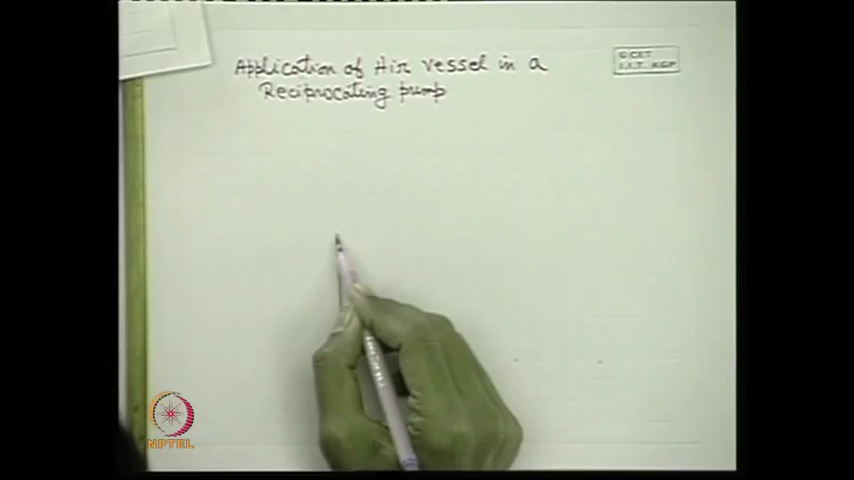 Application of Air vessel in a
Reciprocating pump
© CET
I.I.T. KGP
NPTEL